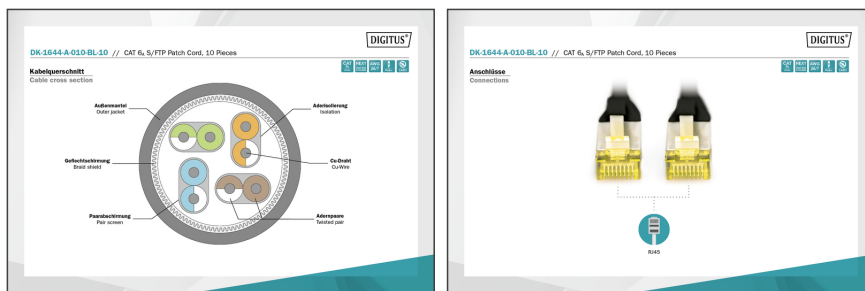 DIGITUS®
DK-1644-A-010-BL-10 // CAT 6A S/FTP Patch Cord, 10 Pieces
Kabelquerschnitt
Cable cross section
Außenmantel
Outer jacket
Aderisolierung
Isolation
Geflechtschirmung
Braid shield
Cu-Draht
Cu-Wire
Paarabschirmung
Pair screen
Adernpaare
Twisted pair
DIGITUS®
DK-1644-A-010-BL-10 // CAT 6A S/FTP Patch Cord, 10 Pieces
Anschlüsse
Connections
RJ45